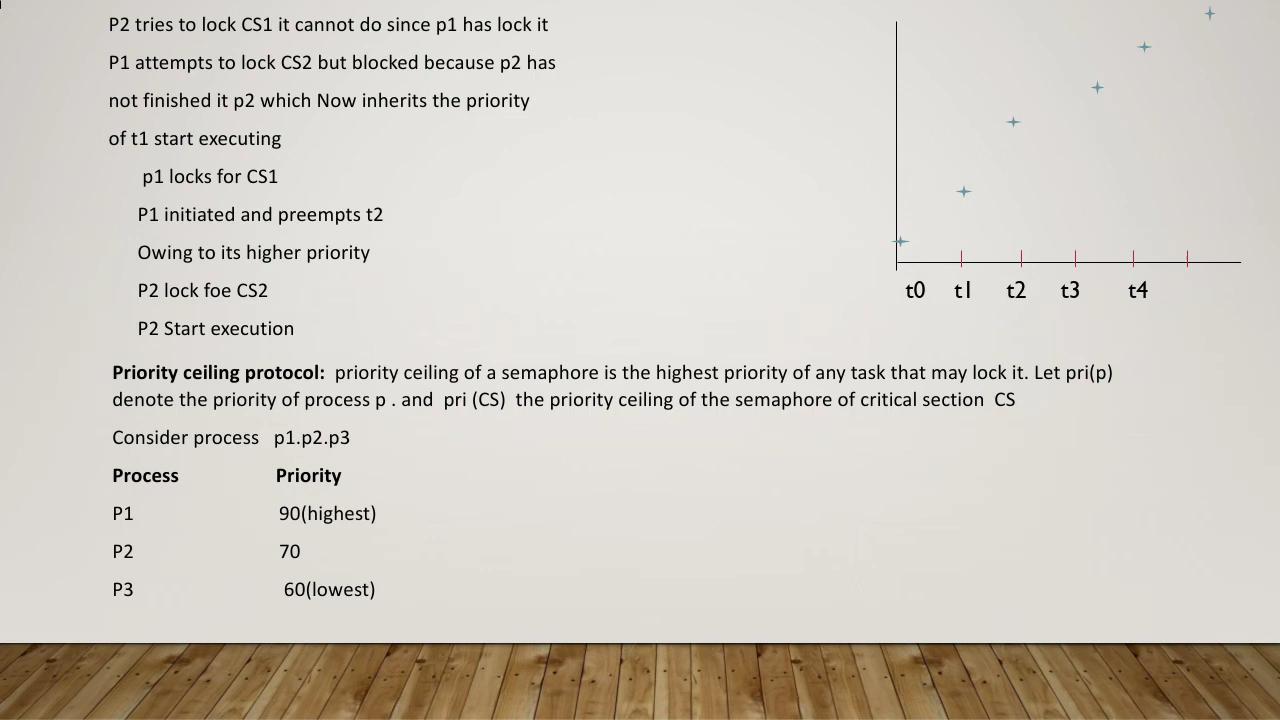 P2 tries to lock CS1 it cannot do since p1 has lock it
P1 attempts to lock CS2 but blocked because p2 has
not finished it p2 which Now inherits the priority
of t1 start executing
p1 locks for CS1
P1 initiated and preempts t2
Owing to its higher priority
P2 lock foe CS2
P2 Start execution
t0 t1 t2 t3 t4
Priority ceiling protocol: priority ceiling of a semaphore is the highest priority of any task that may lock it. Let pri(p)
denote the priority of process p . and pri (CS) the priority ceiling of the semaphore of critical section CS
Consider process p1.p2.p3
Process Priority
P1 90(highest)
P2 70
P3 60(lowest)